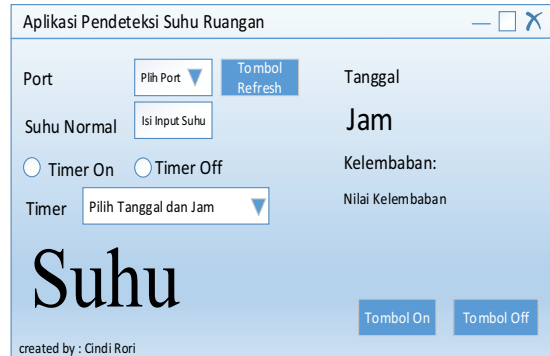 Aplikasi Pendeteksi Suhu Ruangan
Port
Plih Port
Tombol
Refresh
Tanggal
Suhu Normal
Isi Input Suhu
Jam
Timer On
Timer Off
Kelembaban:
Timer
Pilih Tanggal dan Jam
Nilai Kelembaban
Suhu
Tombol On
Tombol Off
created by : Cindi Rori